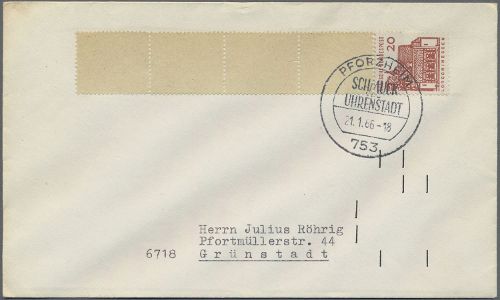 20
PFORZHEIM
SCHMUCK
UHRENSTADT
21.1.66-18
753
Herrn Julius Röhrig
Pfortmüllerstr. 44
6718 Grünstadt